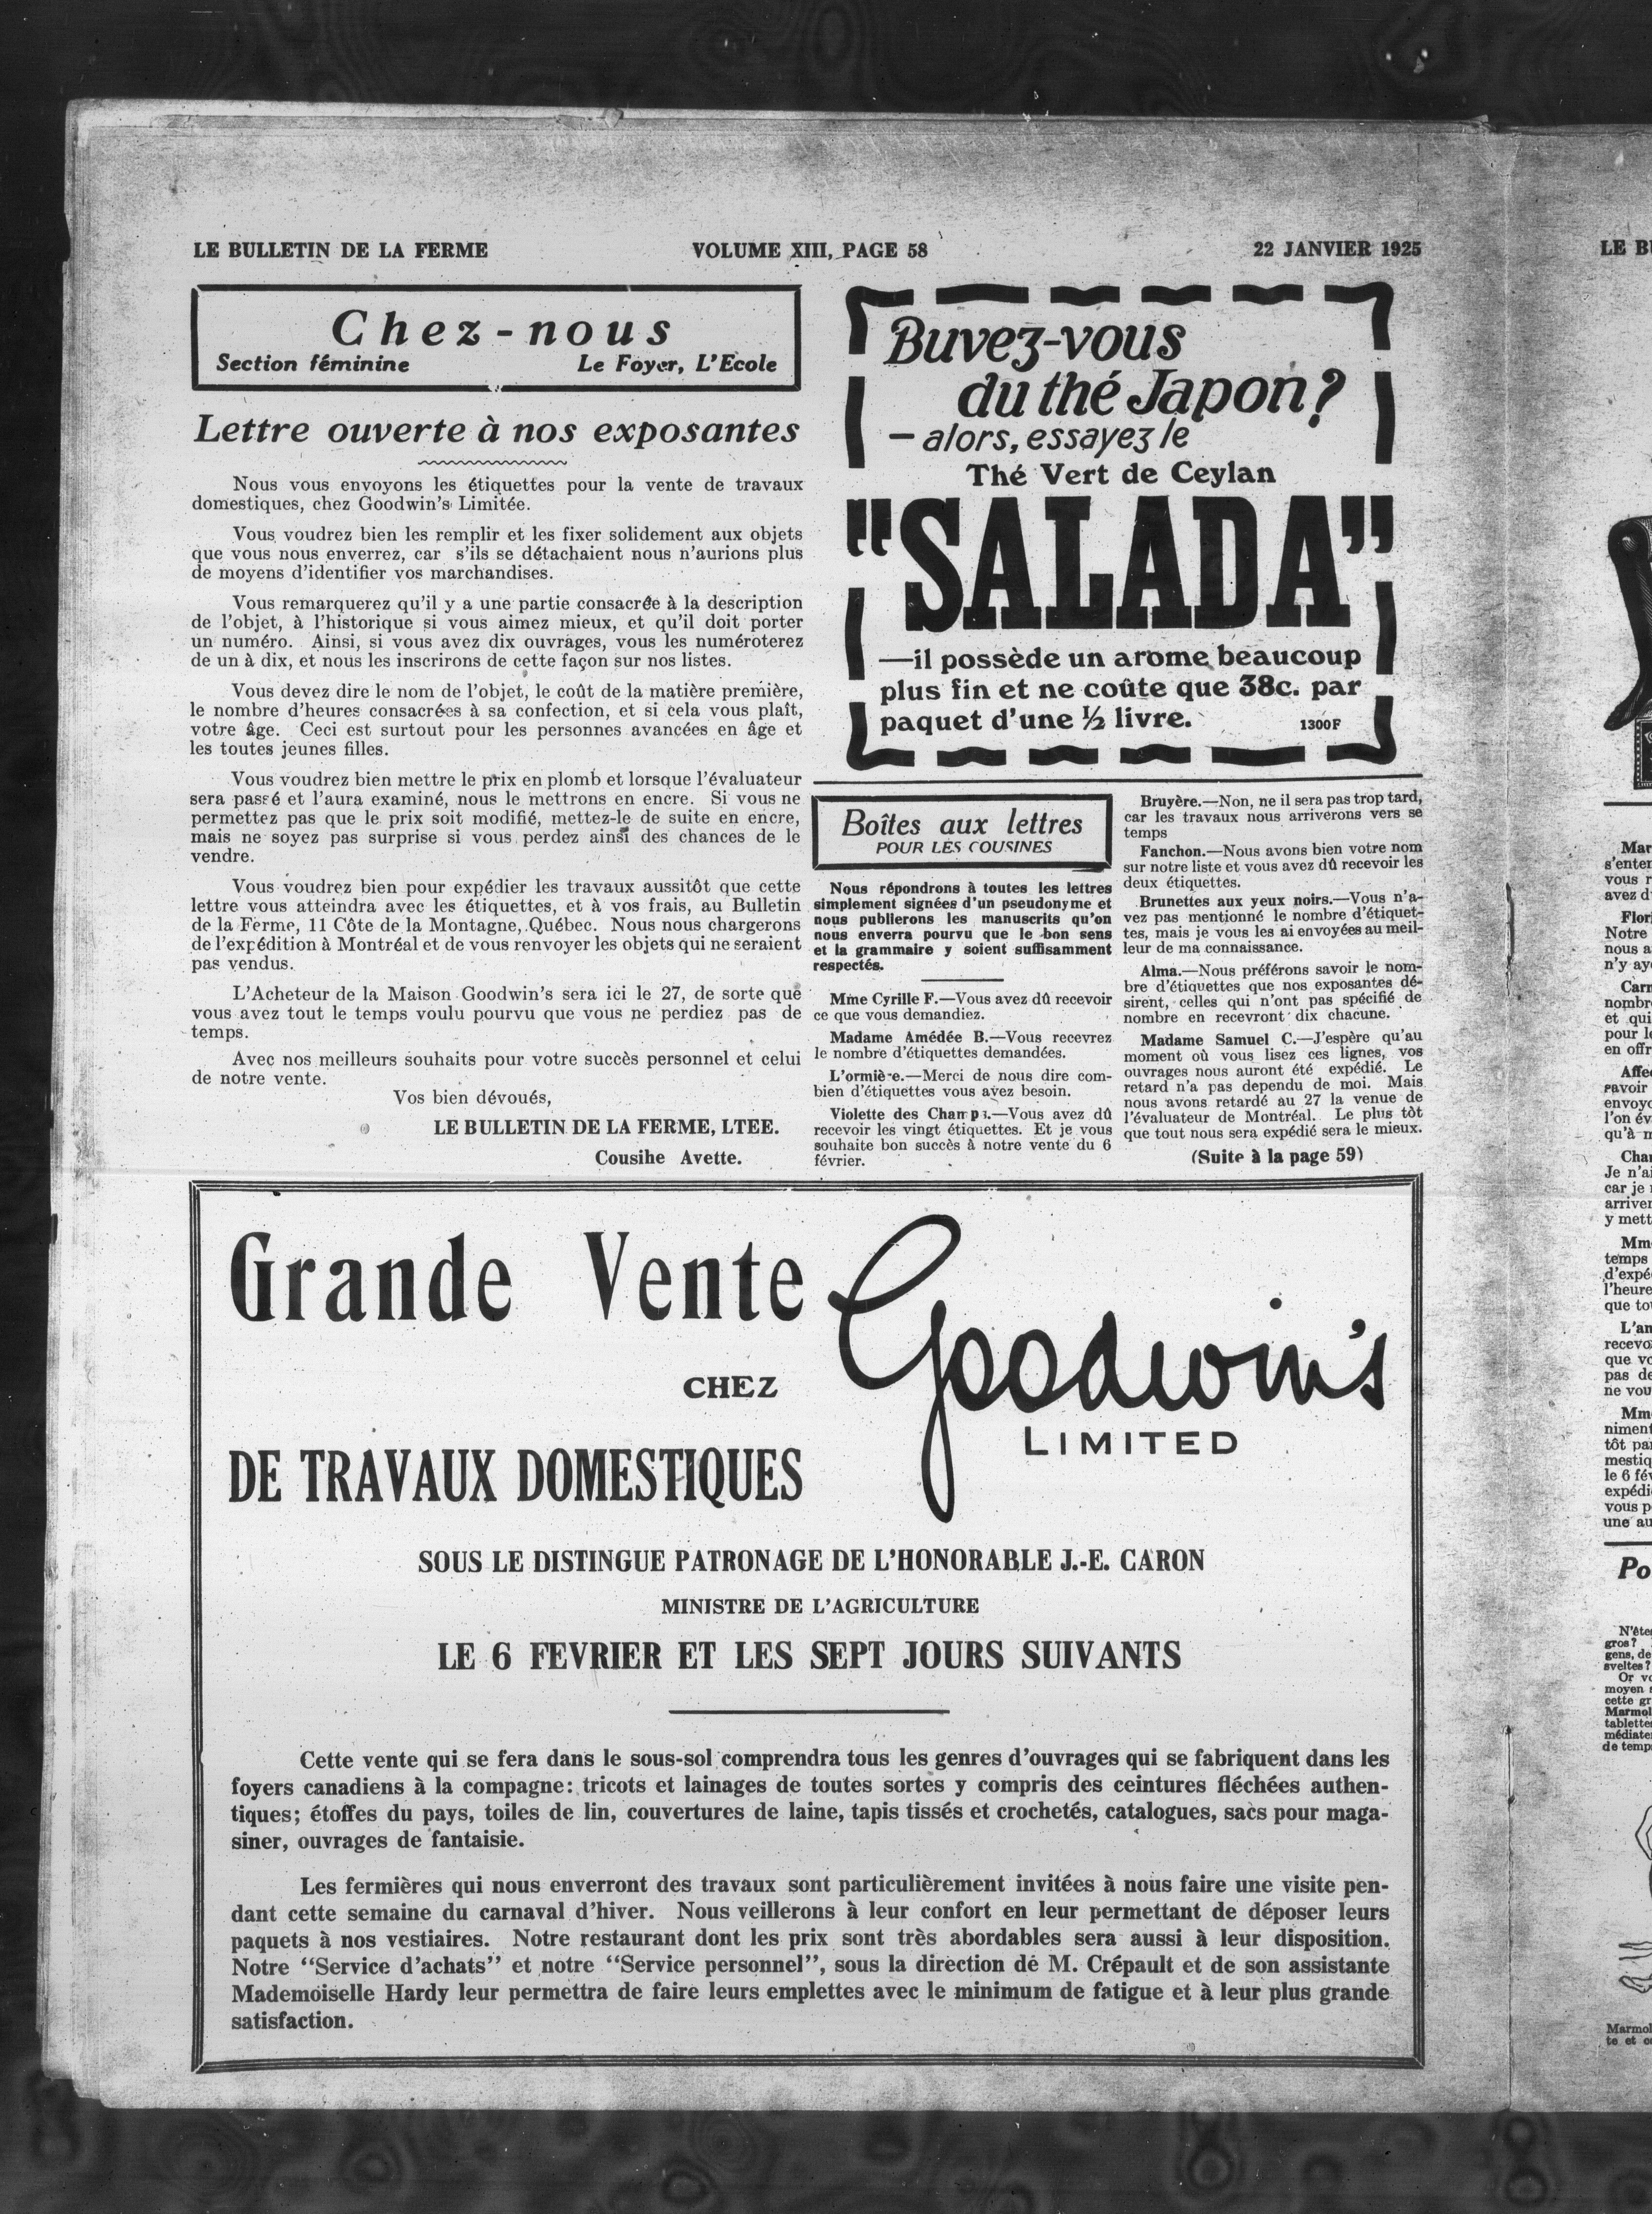 LE BULLETIN DE LA FERME
VOLUME XIII, PAGE 58
22 JANVIER 1925
Chez-nous
Section féminine
Le Foyer, L'Ecole
Lettre ouverte à nos exposantes
Nous vous envoyons les étiquettes pour la vente de travaux
domestiques, chez Goodwin's Limitée.
Vous voudrez bien les remplir et les fixer solidement aux objets
que vous nous enverrez, car s'ils se détachaient nous n'aurions plus
de moyens d'identifier vos marchandises.
Vous remarquerez qu'il y a une partie consacrée à la description
de l'objet, à l'historique si vous aimez mieux, et qu'il doit porter
un numéro. Ainsi, si vous avez dix ouvrages, vous les numéroterez
de un à dix, et nous les inscrirons de cette façon sur nos listes.
Vous devez dire le nom de l'objet, le coût de la matière première,
le nombre d'heures consacrées à sa confection, et si cela vous plaît,
votre âge. Ceci est surtout pour les personnes avancées en âge et
les toutes jeunes filles.
Vous voudrez bien mettre le prix en plomb et lorsque l'évaluateur
sera passé et l'aura examiné, nous le mettrons en encre. Si vous ne
permettez pas que le prix soit modifié, mettez-le de suite en encre,
mais ne soyez pas surprise si vous perdez ainsi des chances de le
vendre.
Vous voudrez bien pour expédier les travaux aussitôt que cette
lettre vous atteindra avec les étiquettes, et à vos frais, au Bulletin
de la Ferme, 11 Côte de la Montagne, Québec. Nous nous chargerons
de l'expédition à Montréal et de vous renvoyer les objets qui ne seraient
pas vendus.
L'Acheteur de la Maison Goodwin's sera ici le 27, de sorte que
vous avez tout le temps voulu pourvu que vous ne perdiez pas de
temps.
Avec nos meilleurs souhaits pour votre succès personnel et celui
de notre vente.
Vos bien dévoués,
LE BULLETIN DE LA FERME, LTEE.
Cousihe Avette.
Buvez-vous
du thé Japon?
– alors, essayez le
Thé Vert de Ceylan
"SALADA"
—il possède un arome beaucoup
plus fin et ne coûte que 38c. par
paquet d'une ½ livre.
1300F
Boîtes aux lettres
POUR LES COUSINES
Nous répondrons à toutes les lettres
simplement signées d'un pseudonyme et
nous publierons les manuscrits qu'on
nous enverra pourvu que le bon sens
et la grammaire y soient suffisamment
respectés.
Mme Cyrille F.—Vous avez dû recevoir
ce que vous demandiez.
Madame Amédée B.—Vous recevrez
le nombre d'étiquettes demandées.
L'ormière.—Merci de nous dire com-
bien d'étiquettes vous avez besoin.
Violette des Champs.—Vous avez dû
recevoir les vingt étiquettes. Et je vous
souhaite bon succès à notre vente du 6
février.
Bruyère.—Non, ne il sera pas trop tard,
car les travaux nous arriverons vers se
temps
Fanchon.—Nous avons bien votre nom
sur notre liste et vous avez dû recevoir les
deux étiquettes.
Brunettes aux yeux noirs.—Vous n'a-
vez pas mentionné le nombre d'étiquet-
tes, mais je vous les ai envoyées au meil-
leur de ma connaissance.
Alma.—Nous préférons savoir le nom-
bre d'étiquettes que nos exposantes dé-
sirent, celles qui n'ont pas spécifié de
nombre en recevront dix chacune.
Madame Samuel C.—J'espère qu'au
moment où vous lisez ces lignes, vos
ouvrages nous auront été expédié. Le
retard n'a pas dependu de moi. Mais
nous avons retardé au 27 la venue de
l'évaluateur de Montréal. Le plus tôt
que tout nous sera expédié sera le mieux.
(Suite à la page 59)
Grande Vente
CHEZ
Goodwin's
LIMITED
DE TRAVAUX DOMESTIQUES
SOUS LE DISTINGUE PATRONAGE DE L'HONORABLE J.-E. CARON
MINISTRE DE L'AGRICULTURE
LE 6 FEVRIER ET LES SEPT JOURS SUIVANTS
Cette vente qui se fera dans le sous-sol comprendra tous les genres d'ouvrages qui se fabriquent dans les
foyers canadiens à la compagne: tricots et lainages de toutes sortes y compris des ceintures fléchées authen-
tiques; étoffes du pays, toiles de lin, couvertures de laine, tapis tissés et crochetés, catalogues, sacs pour maga-
siner, ouvrages de fantaisie.
Les fermières qui nous enverront des travaux sont particulièrement invitées à nous faire une visite pen-
dant cette semaine du carnaval d'hiver. Nous veillerons à leur confort en leur permettant de déposer leurs
paquets à nos vestiaires. Notre restaurant dont les prix sont très abordables sera aussi à leur disposition.
Notre "Service d'achats" et notre "Service personnel", sous la direction de M. Crépault et de son assistante
Mademoiselle Hardy leur permettra de faire leurs emplettes avec le minimum de fatigue et à leur plus grande
satisfaction.